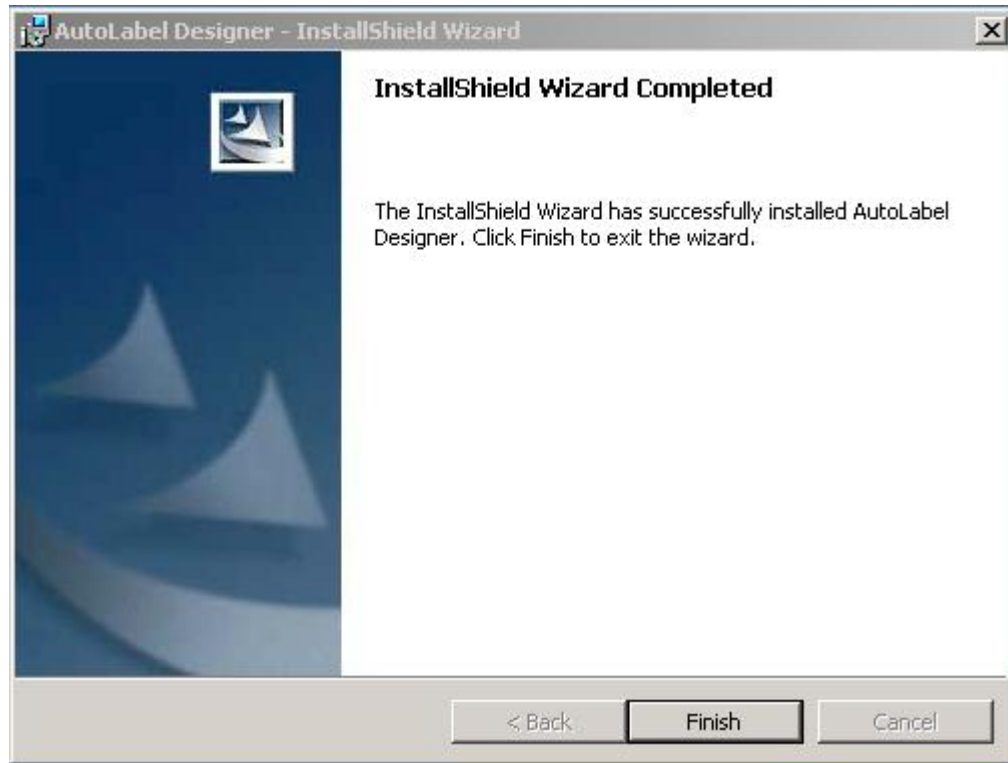 AutoLabel Designer - InstallShield Wizard
InstallShield Wizard Completed
The InstallShield Wizard has successfully installed AutoLabel
Designer. Click Finish to exit the wizard.
< Back
Finish
Cancel